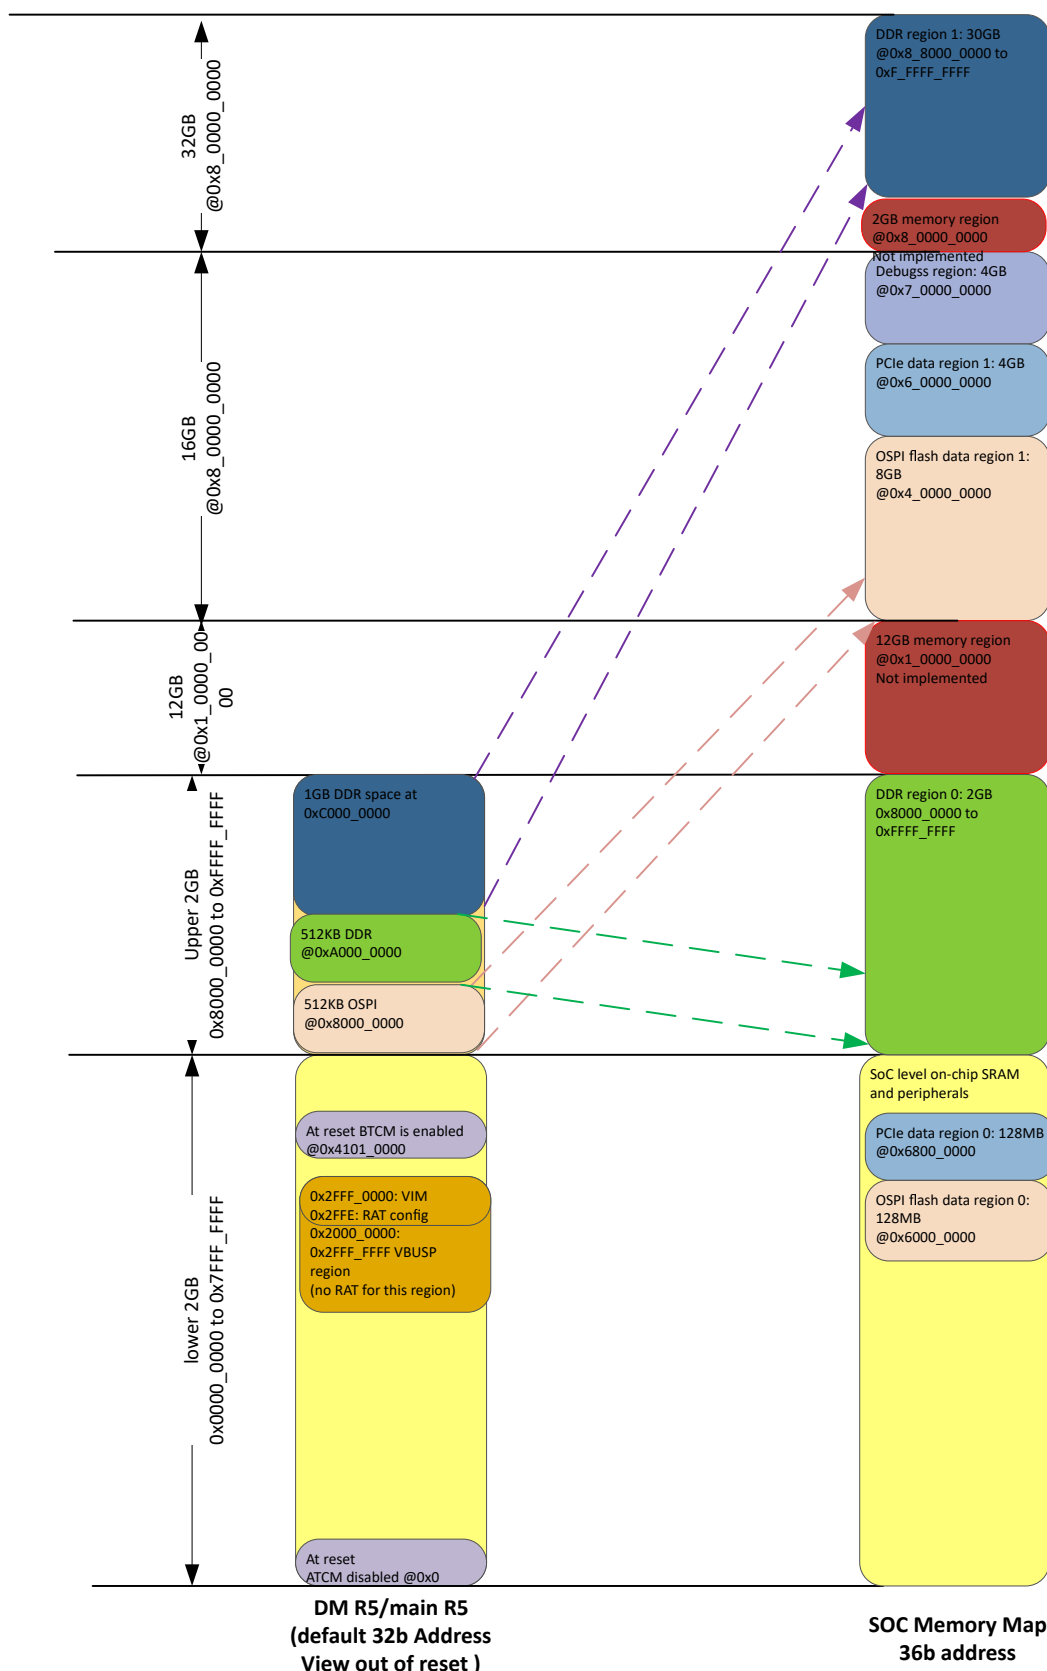 32GB
@0x8_0000_0000
16GB
@0x8_0000_0000
12GB
@0x1_0000_00
00
Upper 2GB
0x8000_0000 to 0xFFFF_FFFF
lower 2GB
0x0000_0000 to 0x7FFF_FFFF
1GB DDR space at
0xC000_0000
512KB DDR
@0xA000_0000
512KB OSPI
@0x8000_0000
At reset BTCM is enabled
@0x4101_0000
0x2FFF_0000: VIM
0x2FFE: RAT config
0x2000_0000:
0x2FFF_FFFF VBUSP
region
(no RAT for this region)
At reset
ATCM disabled @0x0
DM R5/main R5
(default 32b Address
View out of reset )
DDR region 1: 30GB
@0x8_8000_0000 to
0xF_FFFF_FFFF
2GB memory region
@0x8_0000_0000
Not implemented
Debugss region: 4GB
@0x7_0000_0000
PCIe data region 1: 4GB
@0x6_0000_0000
OSPI flash data region 1:
8GB
@0x4_0000_0000
12GB memory region
@0x1_0000_0000
Not implemented
DDR region 0: 2GB
0x8000_0000 to
0xFFFF_FFFF
SoC level on-chip SRAM
and peripherals
PCIe data region 0: 128MB
@0x6800_0000
OSPI flash data region 0:
128MB
@0x6000_0000
SOC Memory Map
36b address